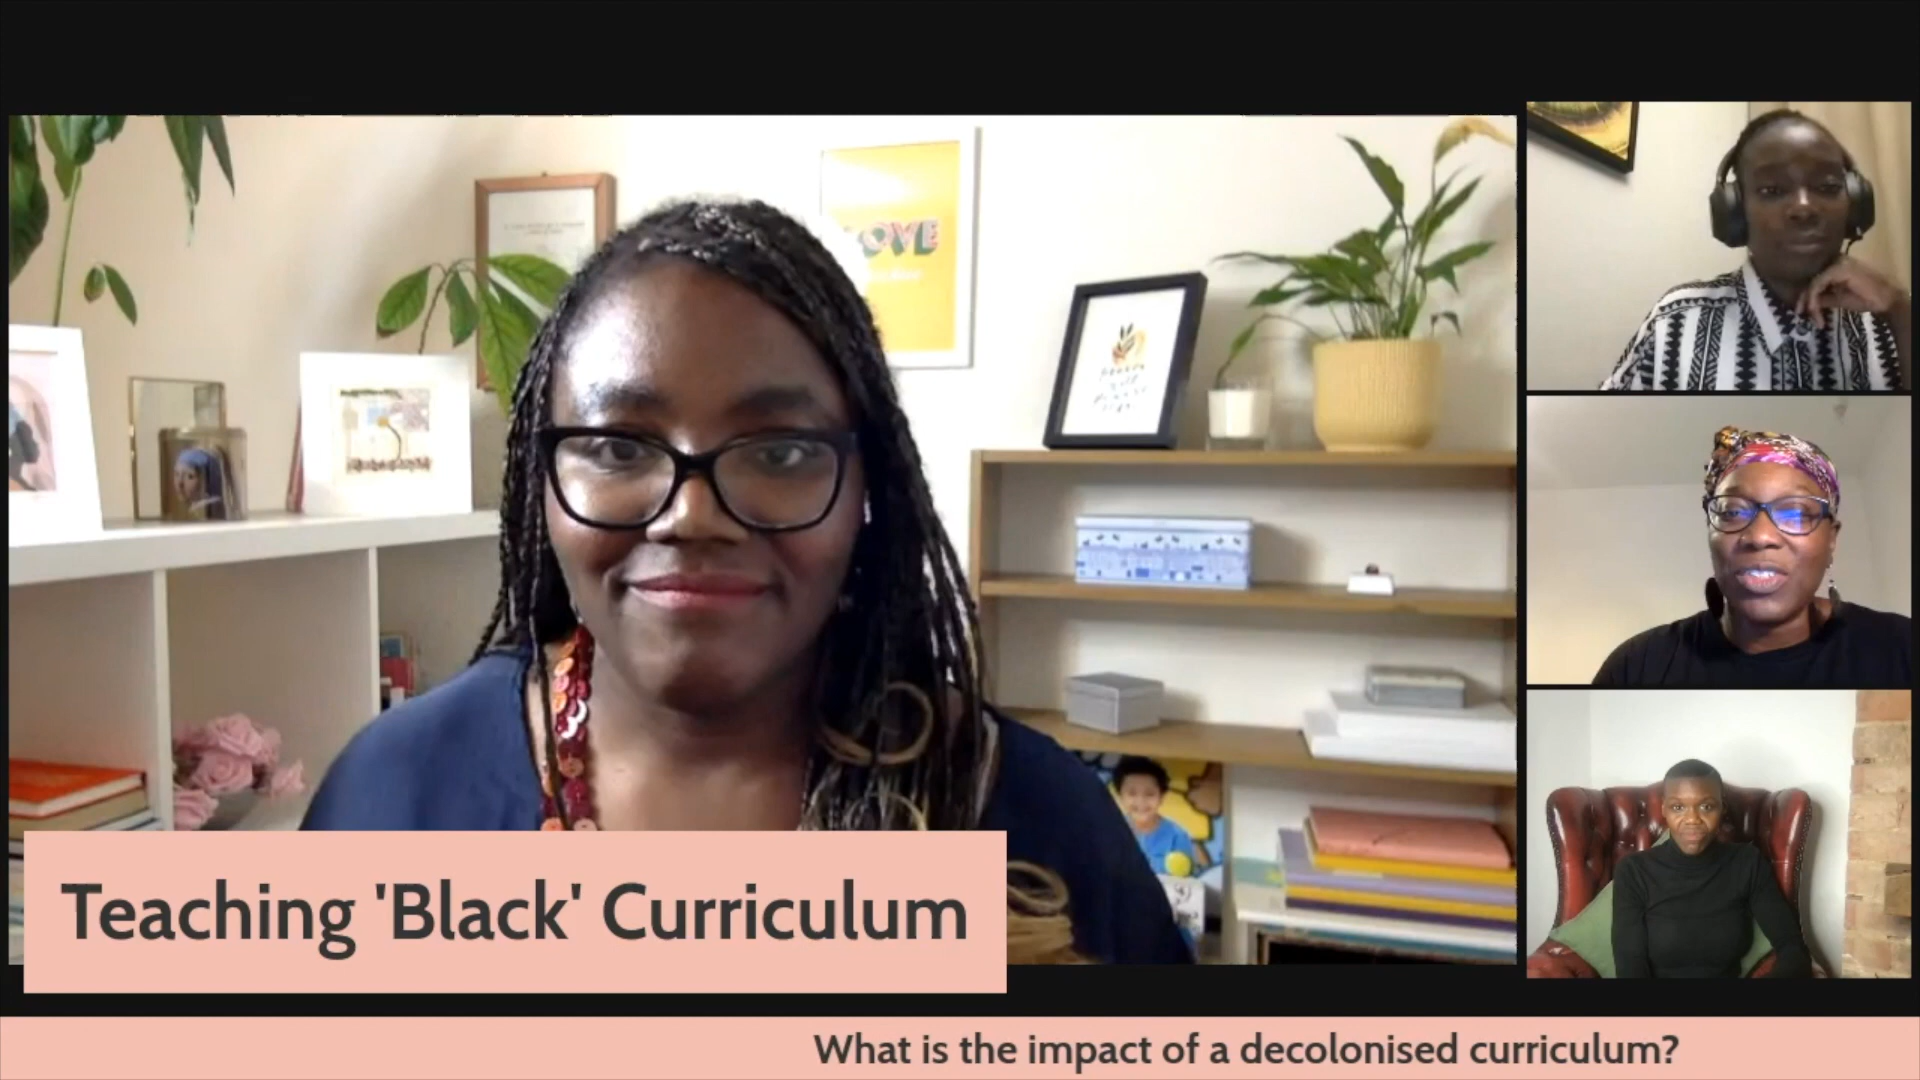 LOVE
Teaching 'Black' Curriculum
What is the impact of a decolonised curriculum?